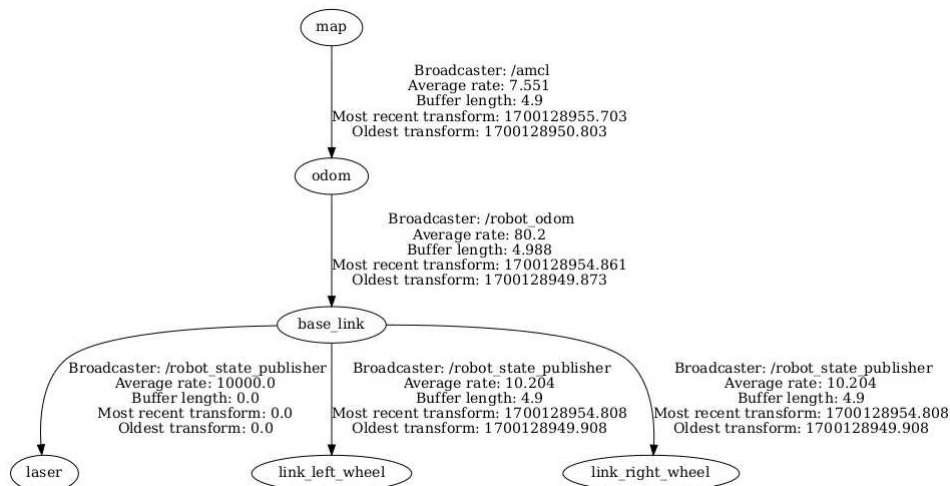 map
Broadcaster: /amcl
Average rate: 7.551
Buffer length: 4.9
Most recent transform: 1700128955.703
Oldest transform: 1700128950.803
odom
Broadcaster: /robot_odom
Average rate: 80.2
Buffer length: 4.988
Most recent transform: 1700128954.861
Oldest transform: 1700128949.873
base_link
Broadcaster: /robot_state_publisher
Average rate: 10000.0
Buffer length: 0.0
Most recent transform: 0.0
Oldest transform: 0.0
Broadcaster: /robot_state_publisher
Average rate: 10.204
Buffer length: 4.9
Most recent transform: 1700128954.808
Oldest transform: 1700128949.908
Broadcaster: /robot_state_publisher
Average rate: 10.204
Buffer length: 4.9
Most recent transform: 1700128954.808
Oldest transform: 1700128949.908
laser
link_left_wheel
link_right_wheel